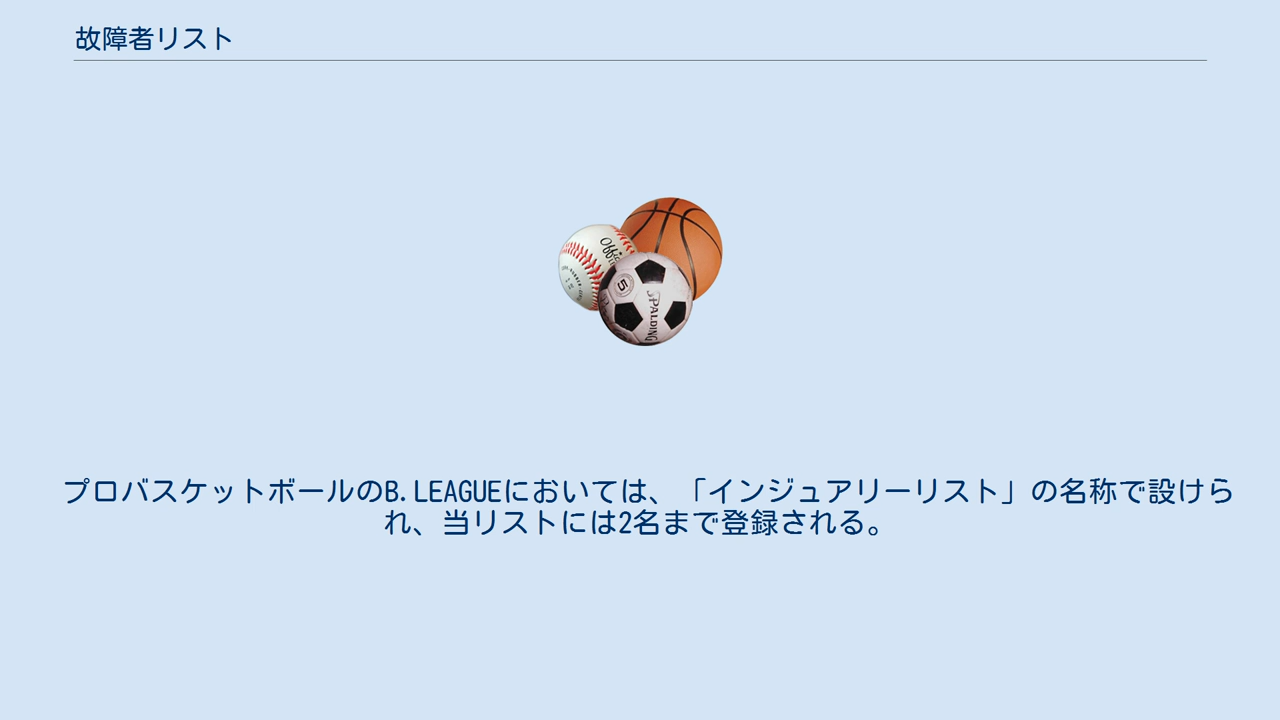 故障者リスト
SPALDING
5
プロバスケットボールのB.LEAGUEにおいては、「インジュアリーリスト」の名称で設けら
れ、当リストには2名まで登録される。